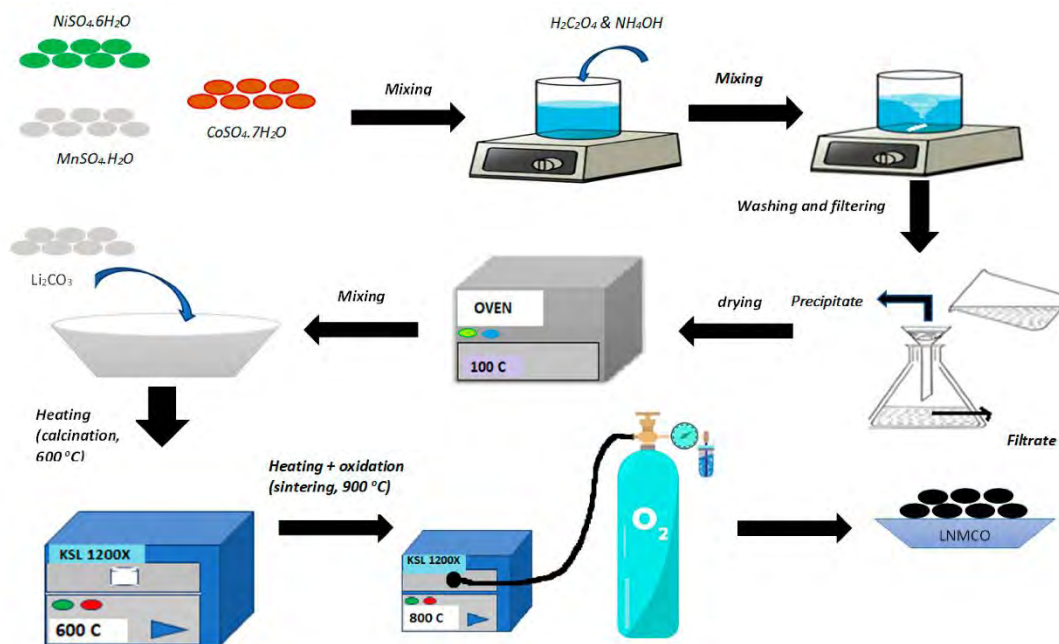 NiSO₄.6H₂O
MnSO₄.H₂O
CoSO₄.7H₂O
Mixing
H₂C₂O₄ & NH₄OH
Mixing
Washing and filtering
Li₂CO₃
Mixing
OVEN
100 C
drying
Precipitate
Filtrate
Heating
(calcination,
600 °C)
KSL 1200X
600 C
Heating + oxidation
(sintering, 900 °C)
KSL 1200X
800 C
O₂
LNMCO